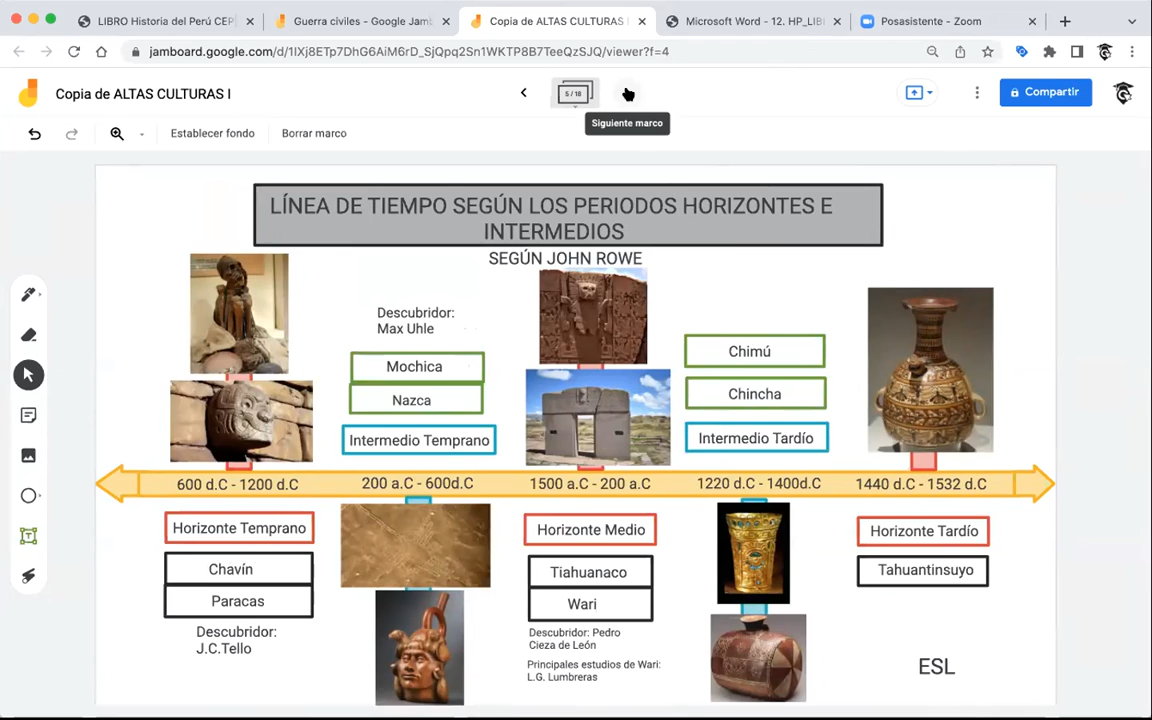 LIBRO Historia del Perú CEP
Guerra civiles - Google Jam
Copia de ALTAS CULTURAS I
Microsoft Word - 12. HP_LIB
Posasistente - Zoom
jamboard.google.com/d/1IXj8ETp7DhG6AiM6rD_SjQpq2Sn1WKTP8B7TeeQzSJQ/viewer?f=4
Copia de ALTAS CULTURAS I
5 / 18
Compartir
Siguiente marco
Establecer fondo
Borrar marco
LÍNEA DE TIEMPO SEGÚN LOS PERIODOS HORIZONTES E
INTERMEDIOS
SEGÚN JOHN ROWE
Descubridor:
Max Uhle
Mochica
Nazca
Intermedio Temprano
Chimú
Chincha
Intermedio Tardío
600 d.C - 1200 d.C
200 a.C - 600d.C
1500 a.C - 200 a.C
1220 d.C - 1400d.C
1440 d.C - 1532 d.C
Horizonte Temprano
Chavín
Paracas
Descubridor:
J.C.Tello
Horizonte Medio
Tiahuanaco
Wari
Descubridor: Pedro
Cieza de León
Principales estudios de Wari:
L.G. Lumbreras
Horizonte Tardío
Tahuantinsuyo
ESL